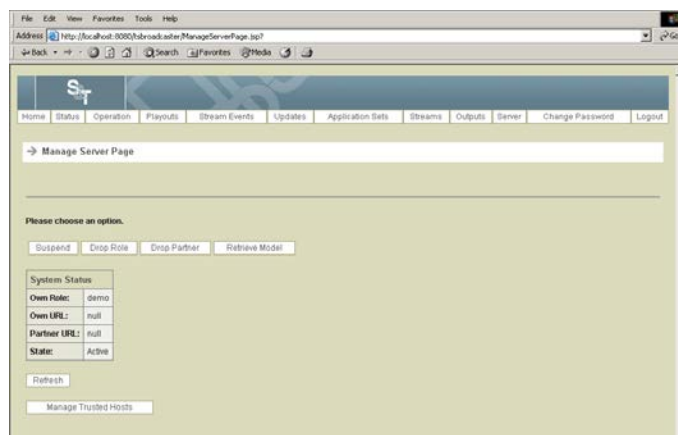 File Edit View Favorites Tools Help
Address http://localhost:8080/tsbroadcaster/ManageServerPage.jsp?
Back Search Favorites Media
S&T
Home Status Operation Playouts Stream Events Updates Application Sets Streams Outputs Server Change Password Logout
Manage Server Page
Please choose an option.
Suspend Drop Role Drop Partner Retrieve Model
System Status
Own Role: demo
Own URL: null
Partner URL: null
State: Active
Refresh
Manage Trusted Hosts